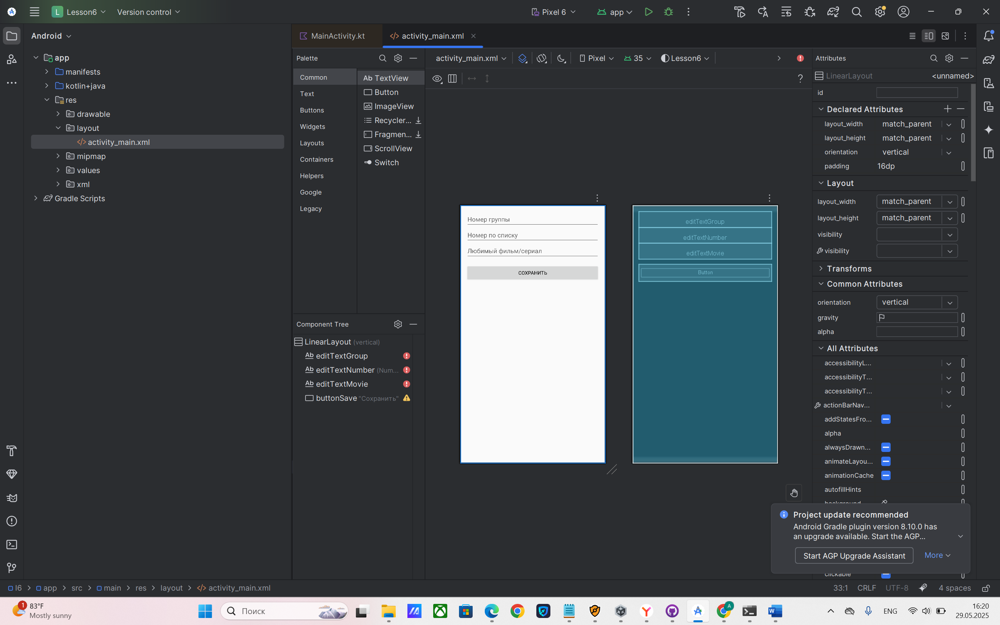 L Lesson6 Version control Pixel 6 app
Android
app
manifests
kotlin+java
res
drawable
layout
activity_main.xml
mipmap
values
xml
Gradle Scripts
MainActivity.kt activity_main.xml
Palette
Common
Text
Buttons
Widgets
Layouts
Containers
Helpers
Google
Legacy
Ab TextView
Button
ImageView
Recycler...
Fragmen...
ScrollView
Switch
activity_main.xml Pixel 35 Lesson6
Номер группы
Номер по списку
Любимый фильм/сериал
СОХРАНИТЬ
editTextGroup
editTextNumber
editTextMovie
Button
Component Tree
LinearLayout (vertical)
Ab editTextGroup
Ab editTextNumber (Num...
Ab editTextMovie
buttonSave "Сохранить"
Attributes
LinearLayout <unnamed>
id
Declared Attributes
layout_width match_parent
layout_height match_parent
orientation vertical
padding 16dp
Layout
layout_width match_parent
layout_height match_parent
visibility
visibility
Transforms
Common Attributes
orientation vertical
gravity
alpha
All Attributes
accessibilityL...
accessibilityT...
accessibilityT...
actionBarNav...
addStatesFro...
alpha
alwaysDrawn...
animateLayou...
animationCache
autofillHints
background
Project update recommended
Android Gradle plugin version 8.10.0 has
an upgrade available. Start the AGP...
Start AGP Upgrade Assistant More
clickable
l6 > app > src > main > res > layout > activity_main.xml
33:1 CRLF UTF-8 4 spaces
1 83°F
Mostly sunny
Поиск
A
ENG
16:20
29.05.2025